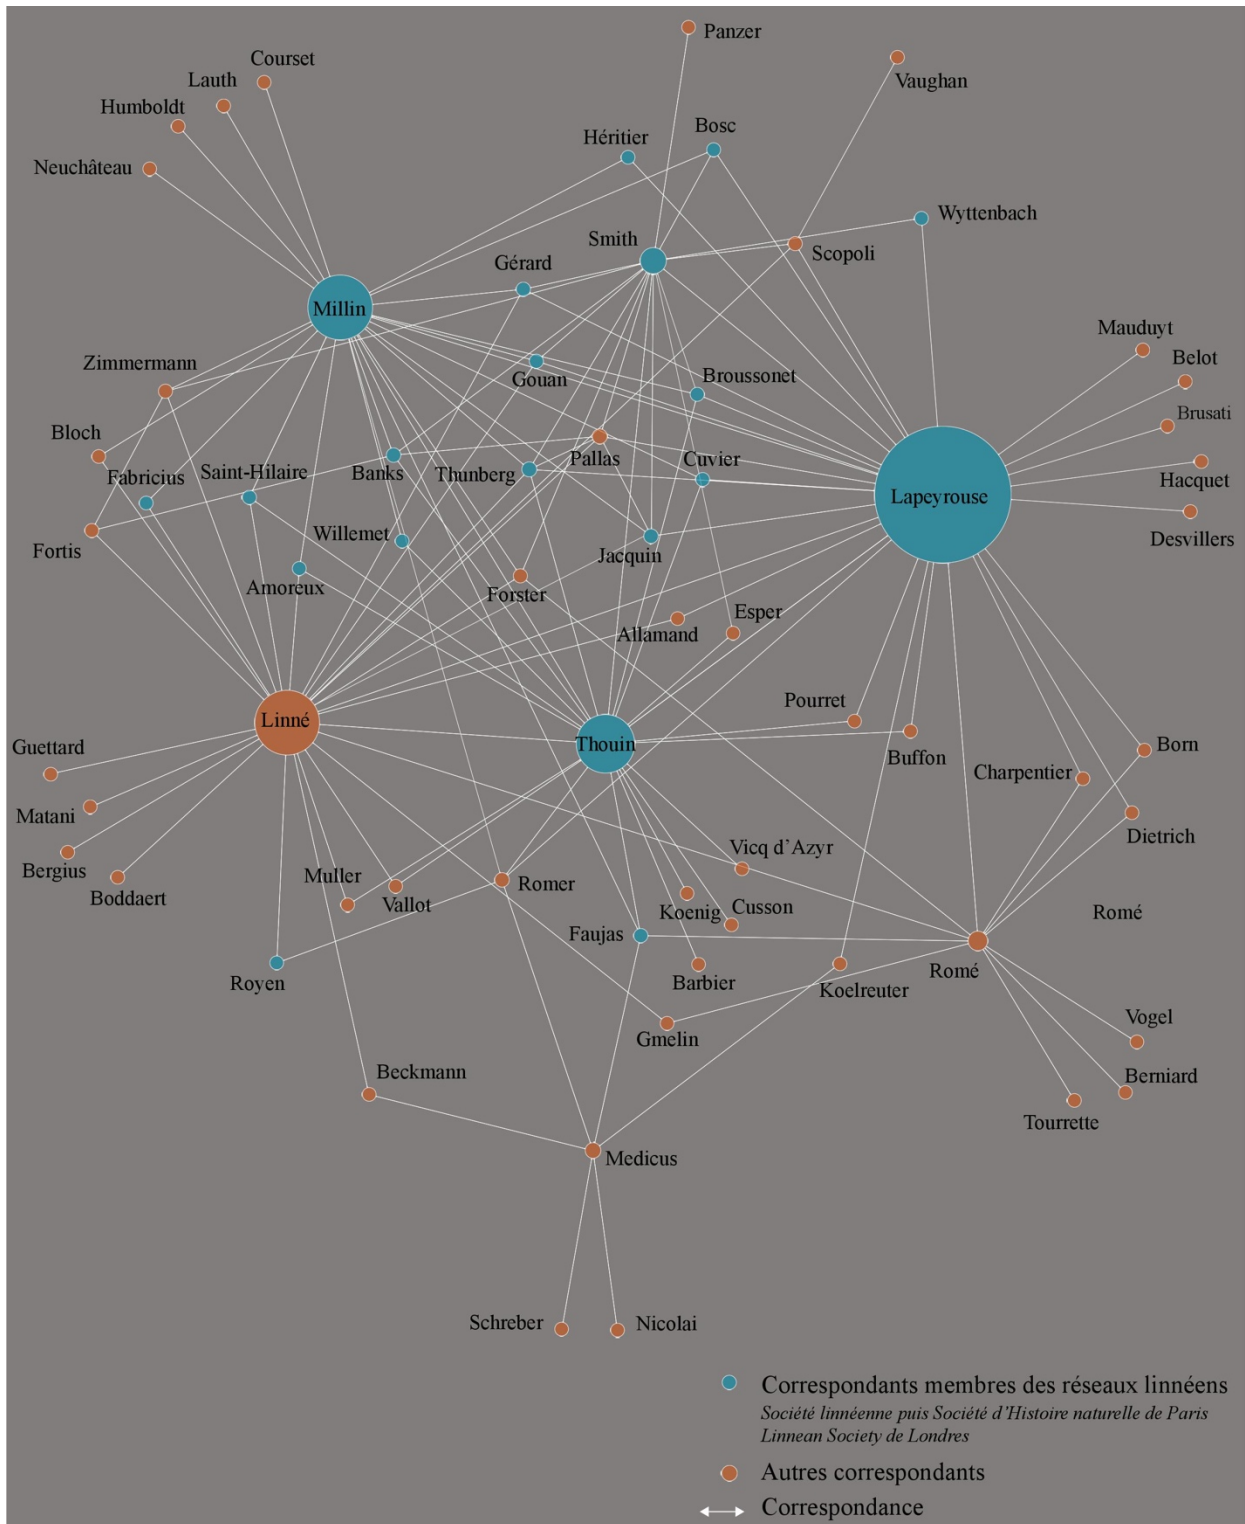 Panzer
Vaughan
Courset
Lauth
Humboldt
Neuchâteau
Héritier
Bosc
Wyttenbach
Smith
Scopoli
Gérard
Millin
Mauduyt
Belot
Brusati
Zimmermann
Gouan
Broussonet
Bloch
Fabricius
Saint-Hilaire
Banks
Thunberg
Pallas
Cuvier
Hacquet
Lapeyrouse
Desvillers
Fortis
Willemet
Jacquin
Amoreux
Forster
Allamand
Esper
Linné
Thouin
Pourret
Buffon
Guettard
Charpentier
Born
Matani
Dietrich
Bergius
Boddaert
Muller
Vallot
Romer
Vicq d’Azyr
Koenig
Cusson
Romé
Faujas
Royen
Barbier
Koelreuter
Romé
Gmelin
Vogel
Beckmann
Berniard
Tourrette
Medicus
Schreber
Nicolai
Correspondants membres des réseaux linnéens
Société linnéenne puis Société d’Histoire naturelle de Paris
Linnean Society de Londres
Autres correspondants
Correspondance